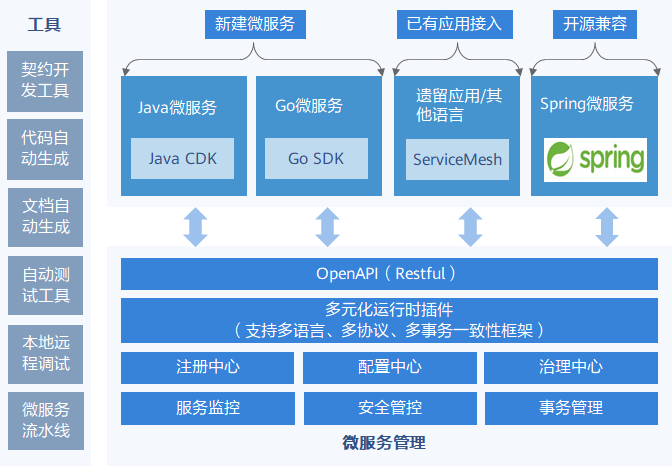 工具
契约开
发工具
代码自
动生成
文档自
动生成
自动测
试工具
本地远
程调试
微服务
流水线
新建微服务
已有应用接入
开源兼容
Java微服务
Java CDK
Go微服务
Go SDK
遗留应用/其
他语言
ServiceMesh
Spring微服务
spring
OpenAPI（Restful）
多元化运行时插件
（支持多语言、多协议、多事务一致性框架）
注册中心
配置中心
治理中心
服务监控
安全管控
事务管理
微服务管理